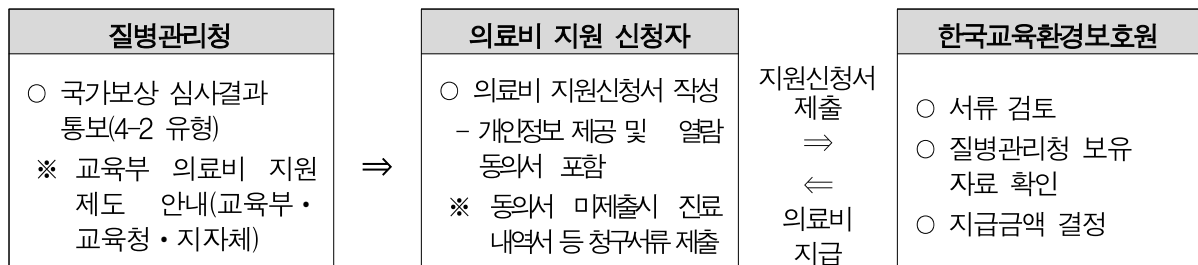 질병관리청
○ 국가보상 심사결과
통보(4-2 유형)
※ 교육부 의료비 지원
제도 안내(교육부·
교육청·지자체)
⇒
의료비 지원 신청자
○ 의료비 지원신청서 작성
- 개인정보 제공 및 열람
동의서 포함
※ 동의서 미제출시 진료
내역서 등 청구서류 제출
지원신청서
제출
⇒
⇐
의료비
지급
한국교육환경보호원
○ 서류 검토
○ 질병관리청 보유
자료 확인
○ 지급금액 결정